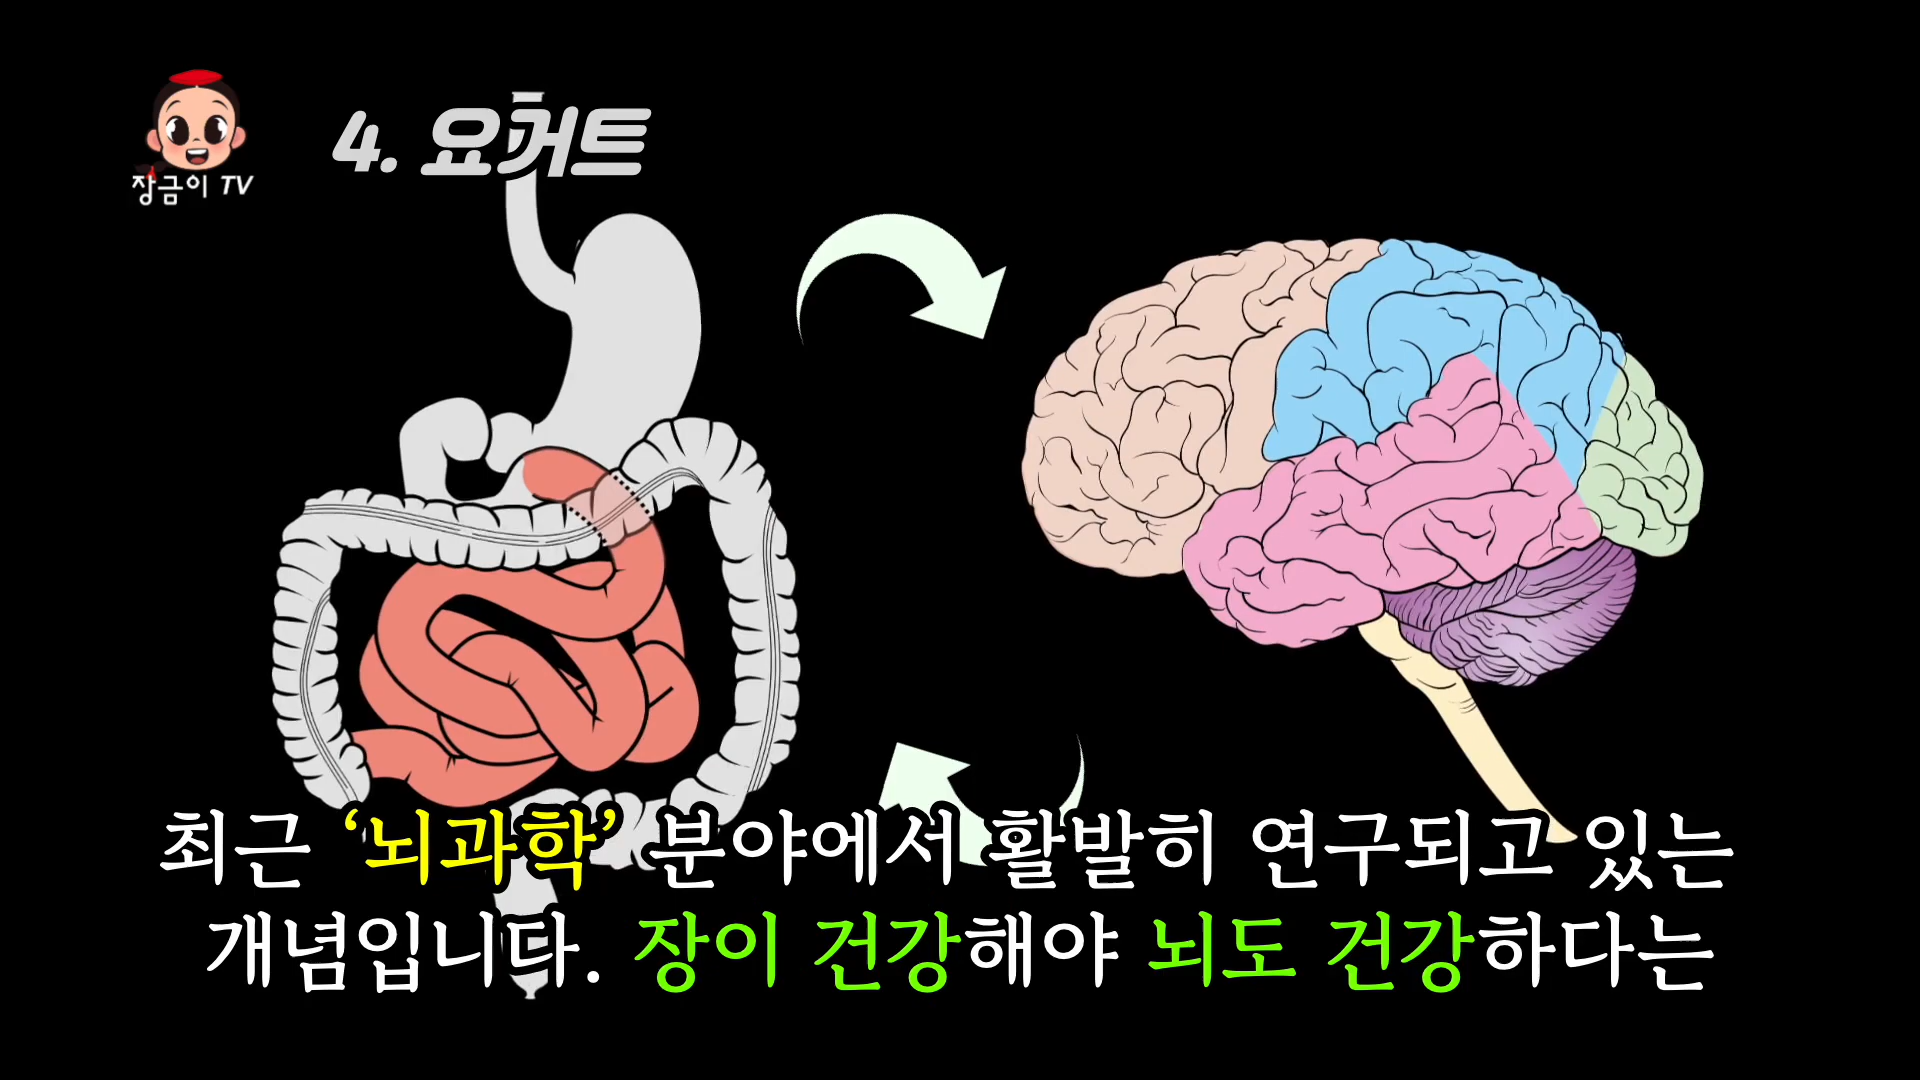 장금이 TV
4. 요거트
최근 ‘뇌과학’ 분야에서 활발히 연구되고 있는
개념입니다. 장이 건강해야 뇌도 건강하다는